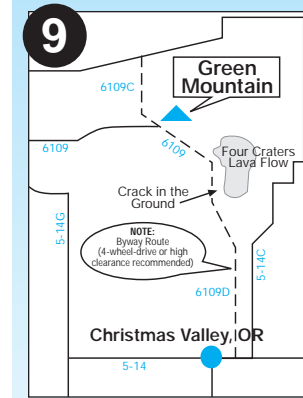 9
Green
Mountain
6109C
6109
6109
Four Craters
Lava Flow
Crack in the
Ground
5-14G
NOTE:
Byway Route
(4-wheel-drive or high
clearance recommended)
5-14C
6109D
Christmas Valley, OR
5-14